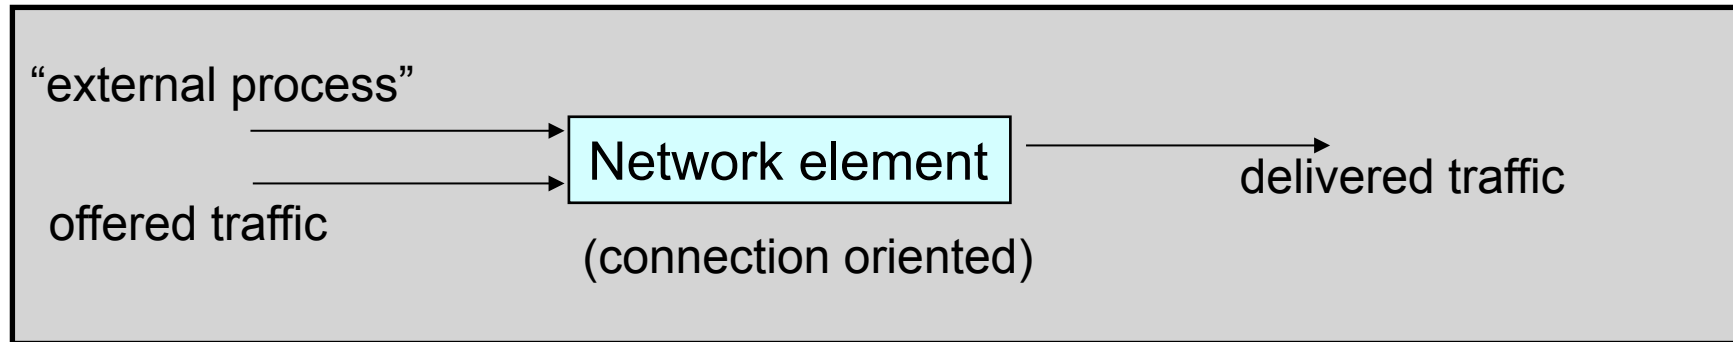 “external process”
Network element
delivered traffic
offered traffic
(connection oriented)